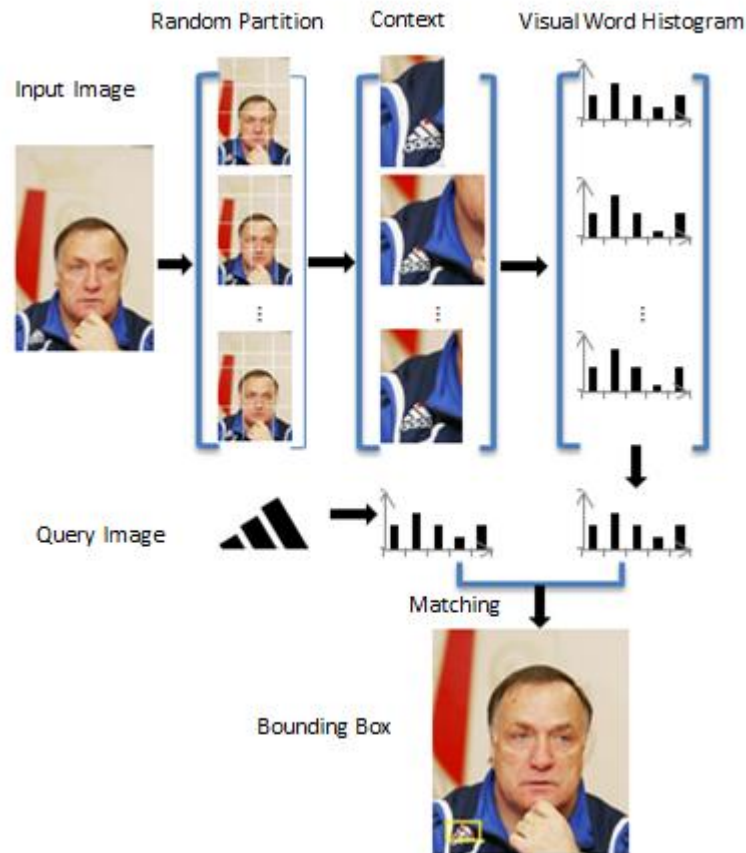 Random Partition
Context
Visual Word Histogram
Input Image
...
...
...
Query Image
Matching
Bounding Box